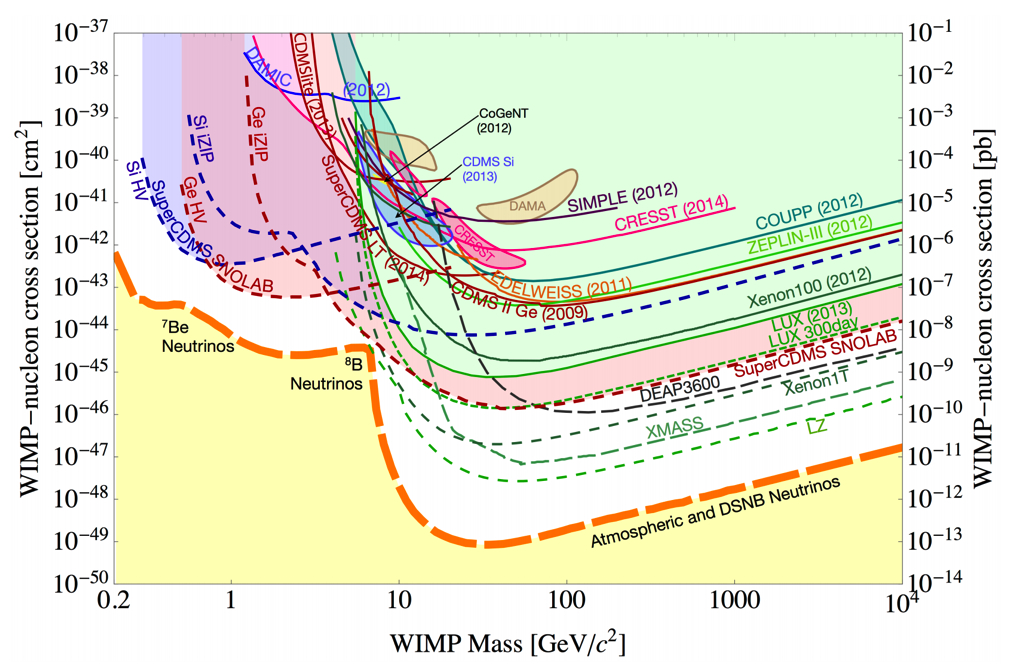 WIMP−nucleon cross section [cm²]
10−37
10−38
10−39
10−40
10−41
10−42
10−43
10−44
10−45
10−46
10−47
10−48
10−49
10−50
DAMIC
(2012)
CDMSlite (2013)
CoGeNT
(2012)
CDMS Si
(2013)
Si HV
Si iZIP
Ge iZIP
Ge HV
SuperCDMS SNOLAB
SuperCDMS LT (2014)
DAMA
CRESST
SIMPLE (2012)
CRESST (2014)
COUPP (2012)
ZEPLIN-III (2012)
EDELWEISS (2011)
CDMS II Ge (2009)
Xenon100 (2012)
LUX (2013)
LUX 300day
SuperCDMS SNOLAB
DEAP3600
Xenon1T
XMASS
LZ
⁷Be
Neutrinos
⁸B
Neutrinos
Atmospheric and DSNB Neutrinos
10−1
10−2
10−3
10−4
10−5
10−6
10−7
10−8
10−9
10−10
10−11
10−12
10−13
10−14
WIMP−nucleon cross section [pb]
0.2 1 10 100 1000 10⁴
WIMP Mass [GeV/c²]